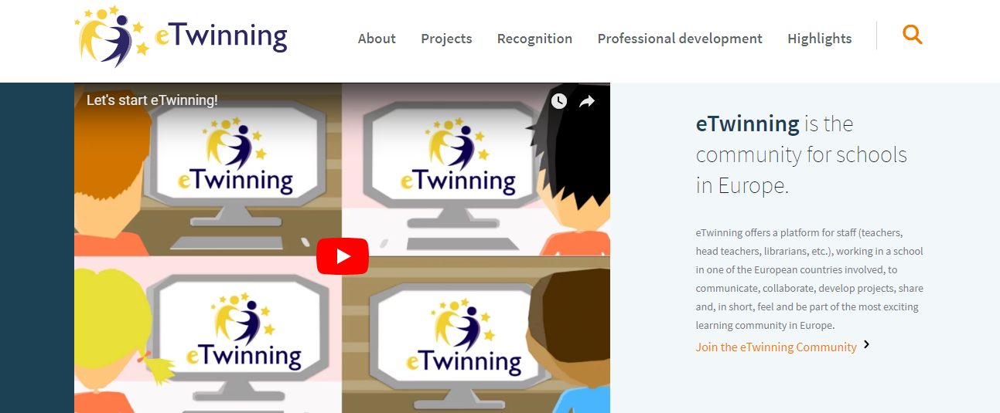 eTwinning
About Projects Recognition Professional development Highlights
Let's start eTwinning!
eTwinning
eTwinning
eTwinning
eTwinning
eTwinning is the
community for schools
in Europe.
eTwinning offers a platform for staff (teachers,
head teachers, librarians, etc.), working in a school
in one of the European countries involved, to
communicate, collaborate, develop projects, share
and, in short, feel and be part of the most exciting
learning community in Europe.
Join the eTwinning Community